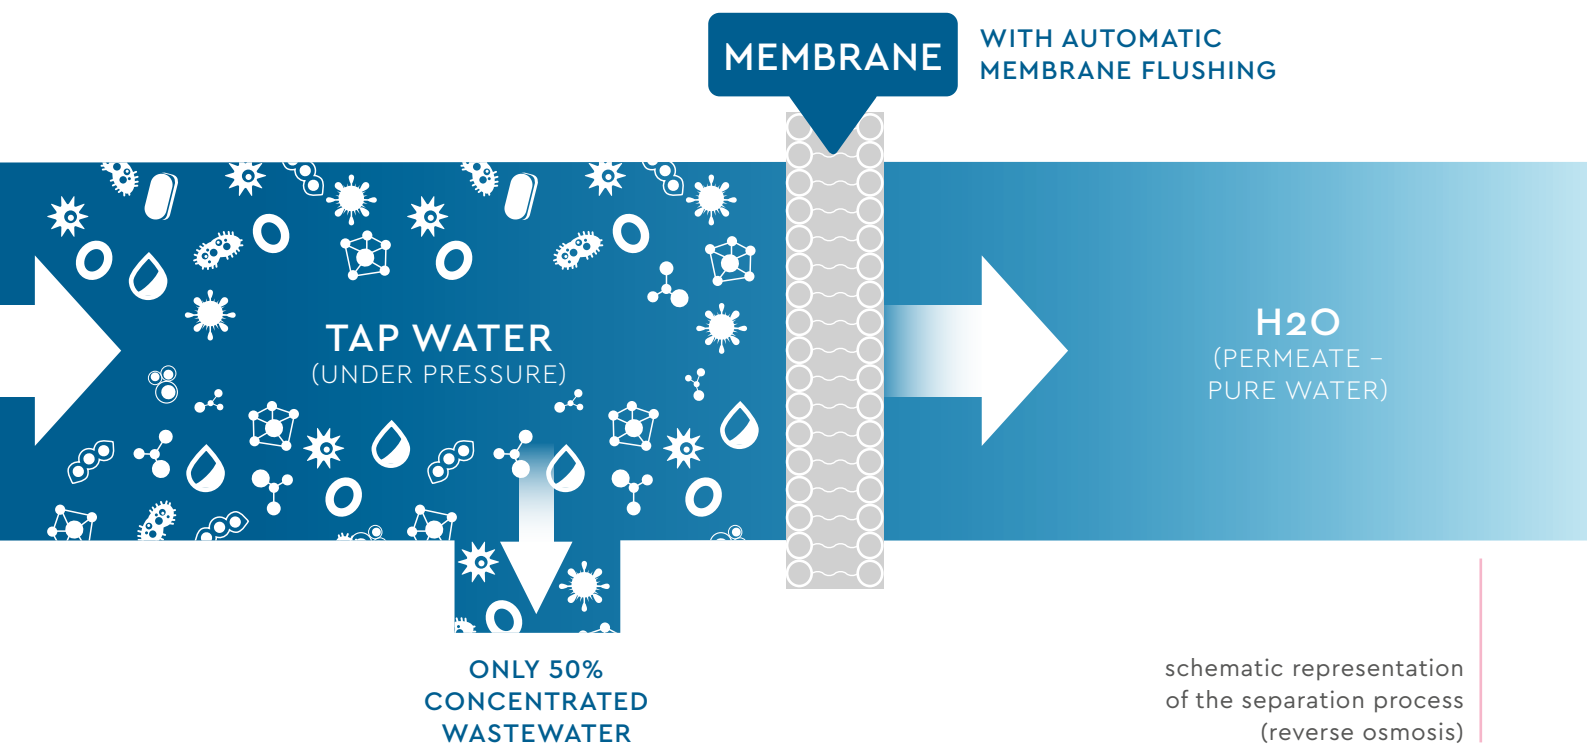 MEMBRANE
WITH AUTOMATIC
MEMBRANE FLUSHING
TAP WATER
(UNDER PRESSURE)
H2O
(PERMEATE –
PURE WATER)
ONLY 50%
CONCENTRATED
WASTEWATER
schematic representation
of the separation process
(reverse osmosis)